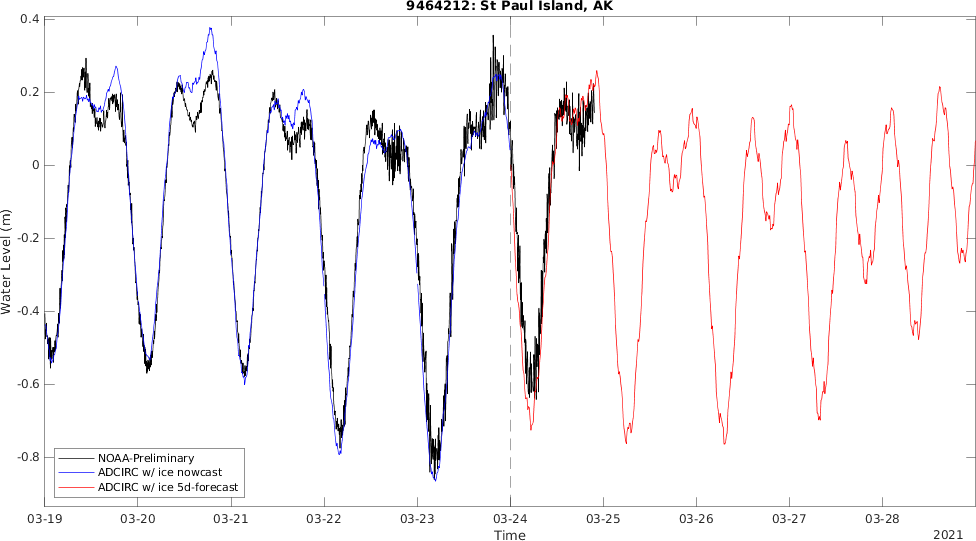 9464212: St Paul Island, AK
0.4
0.2
0
-0.2
-0.4
-0.6
-0.8
Water Level (m)
NOAA-Preliminary
ADCIRC w/ ice nowcast
ADCIRC w/ ice 5d-forecast
03-19 03-20 03-21 03-22 03-23 03-24 03-25 03-26 03-27 03-28
Time
2021